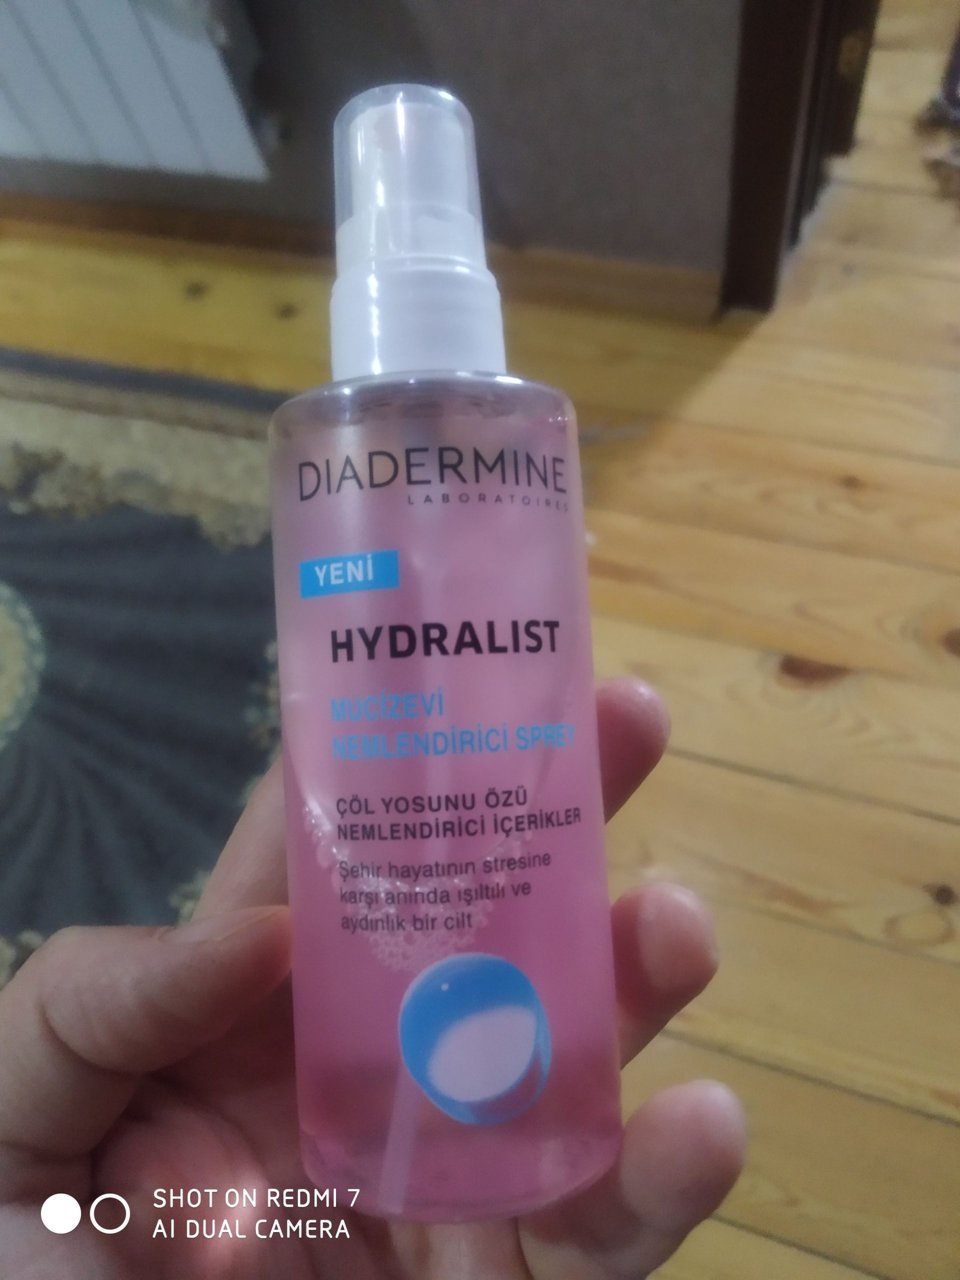 DIADERMINE
LABORATOIRES
YENİ
HYDRALIST
MUCİZEVİ
NEMLENDİRİCİ SPREY
ÇÖL YOSUNU ÖZÜ
NEMLENDİRİCİ İÇERİKLER
Şehir hayatının stresine
karşı anında ışıltılı ve
aydınlık bir cilt
SHOT ON REDMI 7
AI DUAL CAMERA